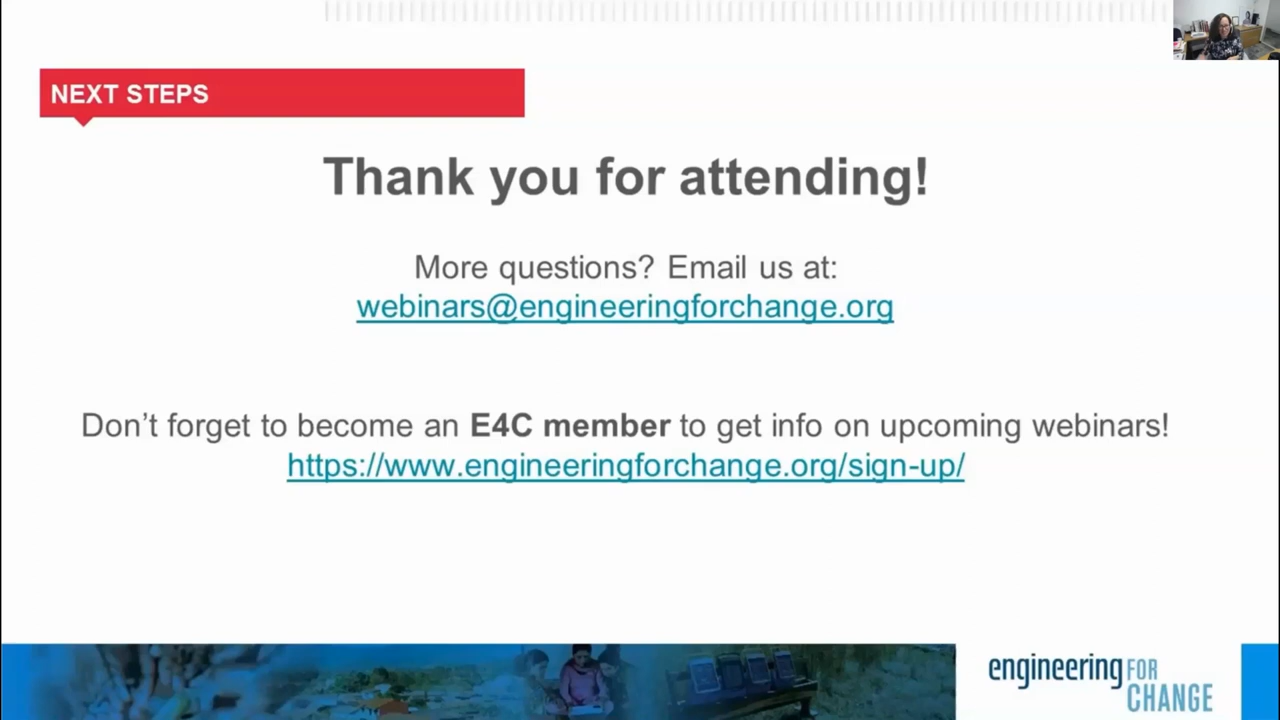 NEXT STEPS
Thank you for attending!
More questions? Email us at:
webinars@engineeringforchange.org
Don’t forget to become an E4C member to get info on upcoming webinars!
https://www.engineeringforchange.org/sign-up/
engineering FOR
CHANGE